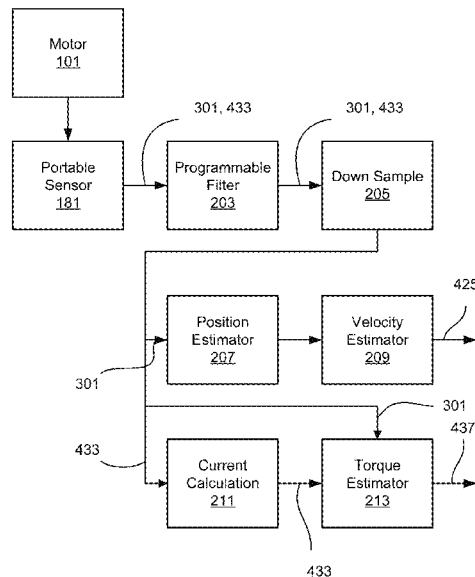 Motor
101
301, 433
301, 433
Portable
Sensor
181
Programmable
Filter
203
Down Sample
205
425
Position
Estimator
207
Velocity
Estimator
209
301
301
437
433
Current
Calculation
211
Torque
Estimator
213
433